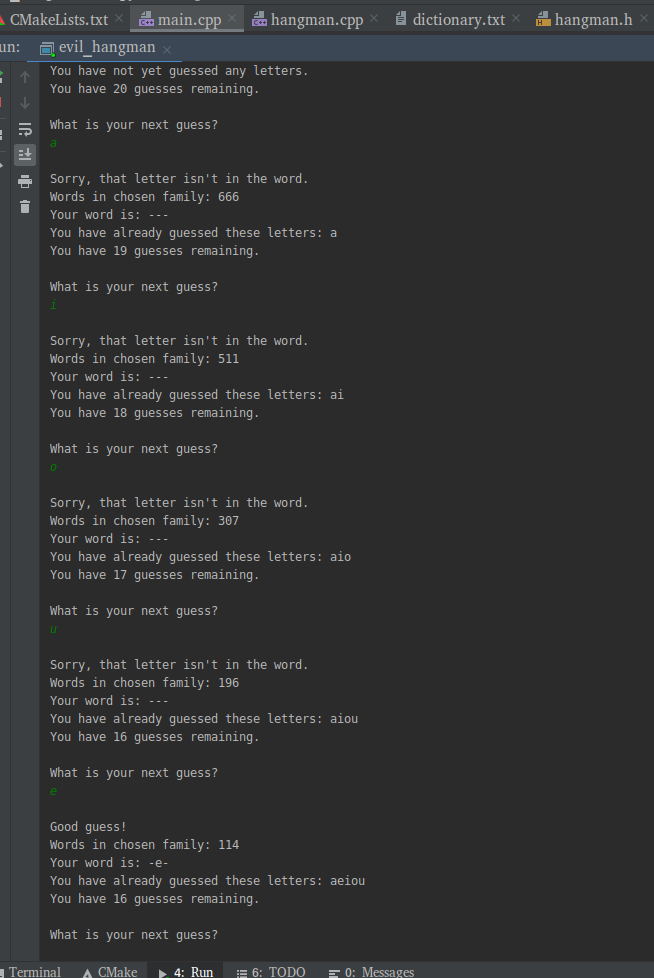 CMakeLists.txt main.cpp hangman.cpp dictionary.txt hangman.h
un: evil_hangman
You have not yet guessed any letters.
You have 20 guesses remaining.
What is your next guess?
a
Sorry, that letter isn't in the word.
Words in chosen family: 666
Your word is: ---
You have already guessed these letters: a
You have 19 guesses remaining.
What is your next guess?
i
Sorry, that letter isn't in the word.
Words in chosen family: 511
Your word is: ---
You have already guessed these letters: ai
You have 18 guesses remaining.
What is your next guess?
o
Sorry, that letter isn't in the word.
Words in chosen family: 307
Your word is: ---
You have already guessed these letters: aio
You have 17 guesses remaining.
What is your next guess?
u
Sorry, that letter isn't in the word.
Words in chosen family: 196
Your word is: ---
You have already guessed these letters: aiou
You have 16 guesses remaining.
What is your next guess?
e
Good guess!
Words in chosen family: 114
Your word is: -e-
You have already guessed these letters: aeiou
You have 16 guesses remaining.
What is your next guess?
Terminal CMake 4: Run 6: TODO 0: Messages